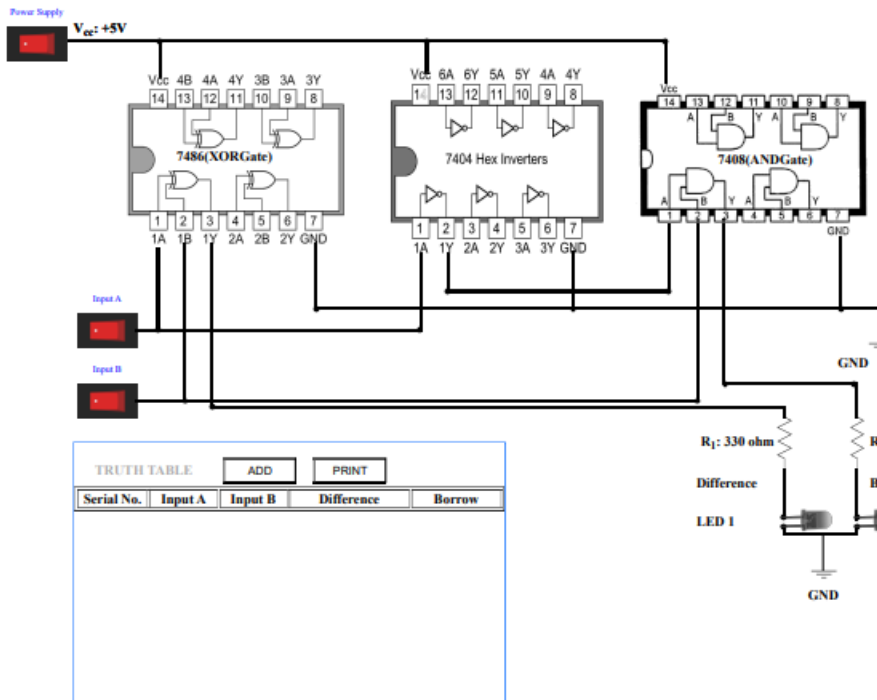 Power Supply
Vcc: +5V
Vcc 4B 4A 4Y 3B 3A 3Y
14 13 12 11 10 9 8
7486(XORGate)
1 2 3 4 5 6 7
1A 1B 1Y 2A 2B 2Y GND
Vcc 6A 6Y 5A 5Y 4A 4Y
14 13 12 11 10 9 8
7404 Hex Inverters
1 2 3 4 5 6 7
1A 1Y 2A 2Y 3A 3Y GND
Vcc
14 13 12 11 10 9 8
A B Y A B Y
7408(ANDGate)
A B Y A B Y
1 2 3 4 5 6 7
GND
Input A
Input B
GND
R1: 330 ohm
R
Difference
B
LED 1
GND
TRUTH TABLE ADD PRINT
Serial No. Input A Input B Difference Borrow